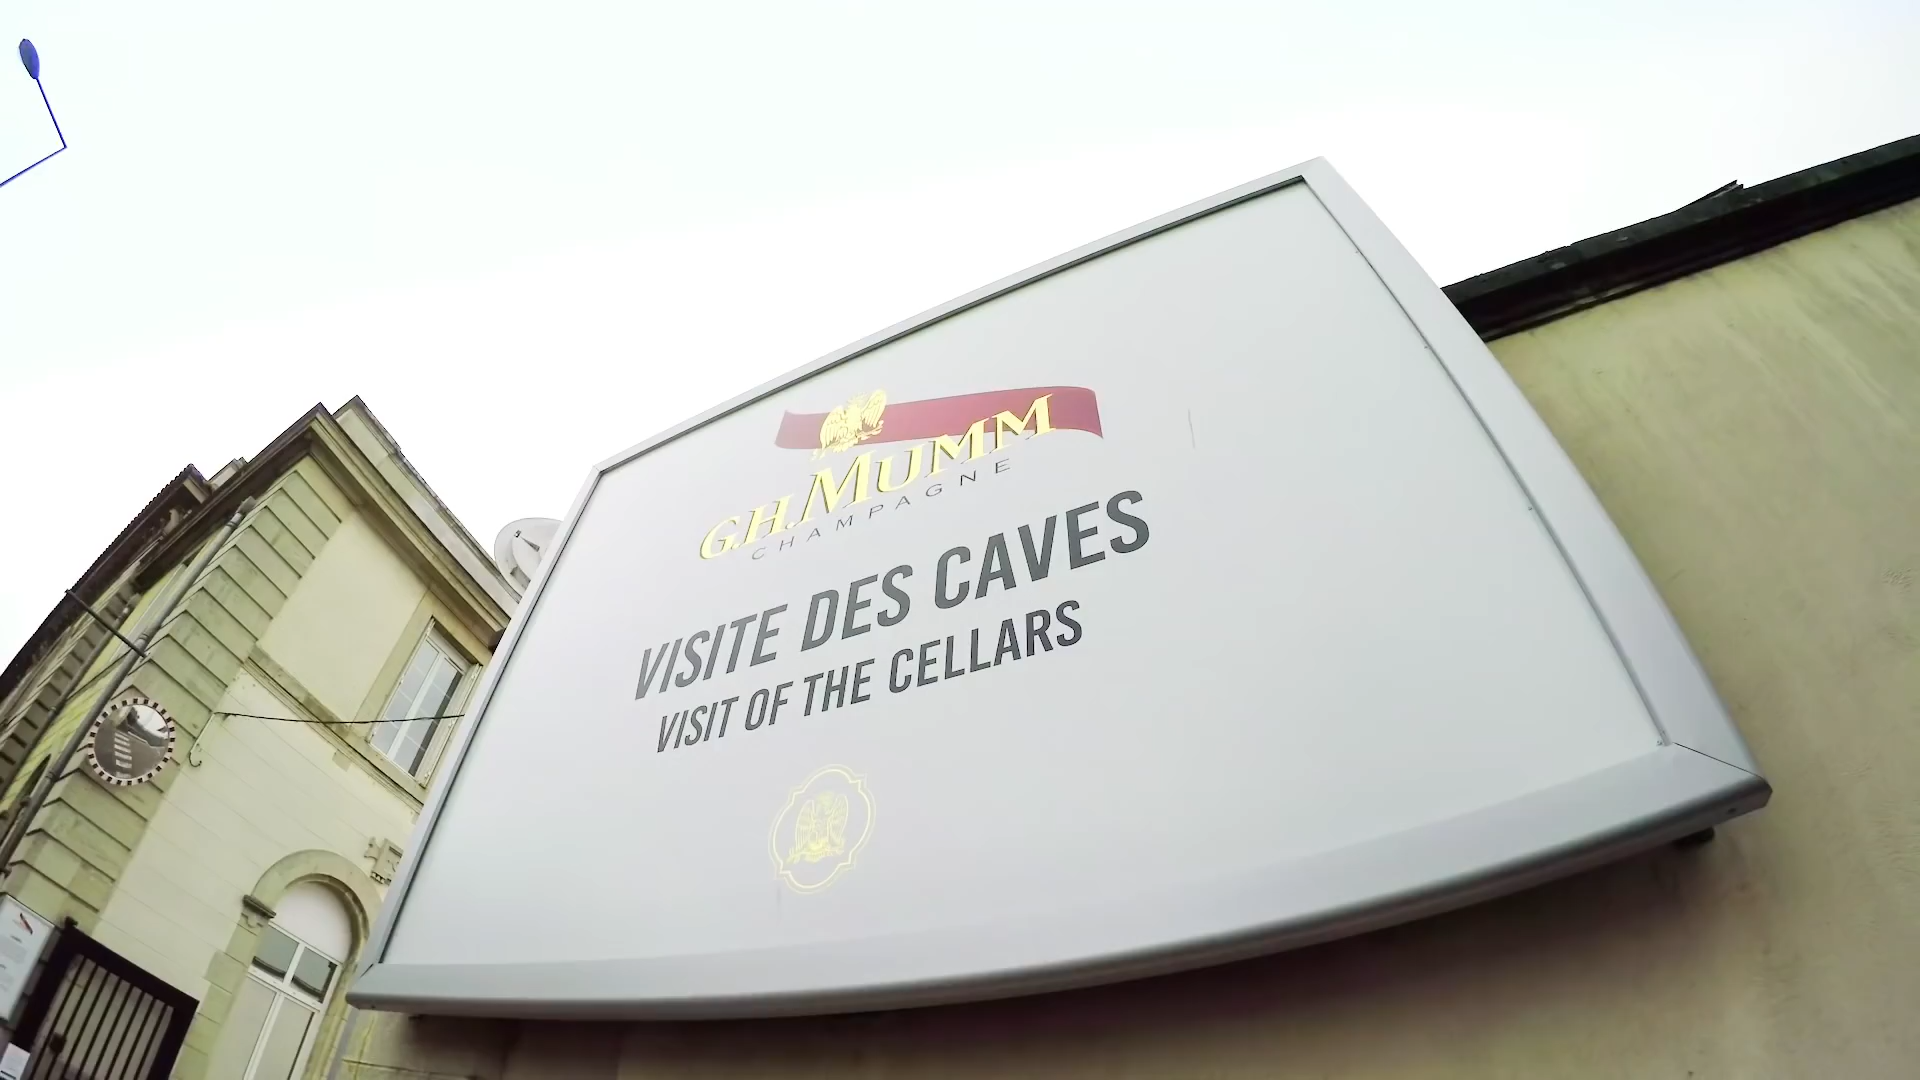 G.H.MUMM
CHAMPAGNE
VISITE DES CAVES
VISIT OF THE CELLARS